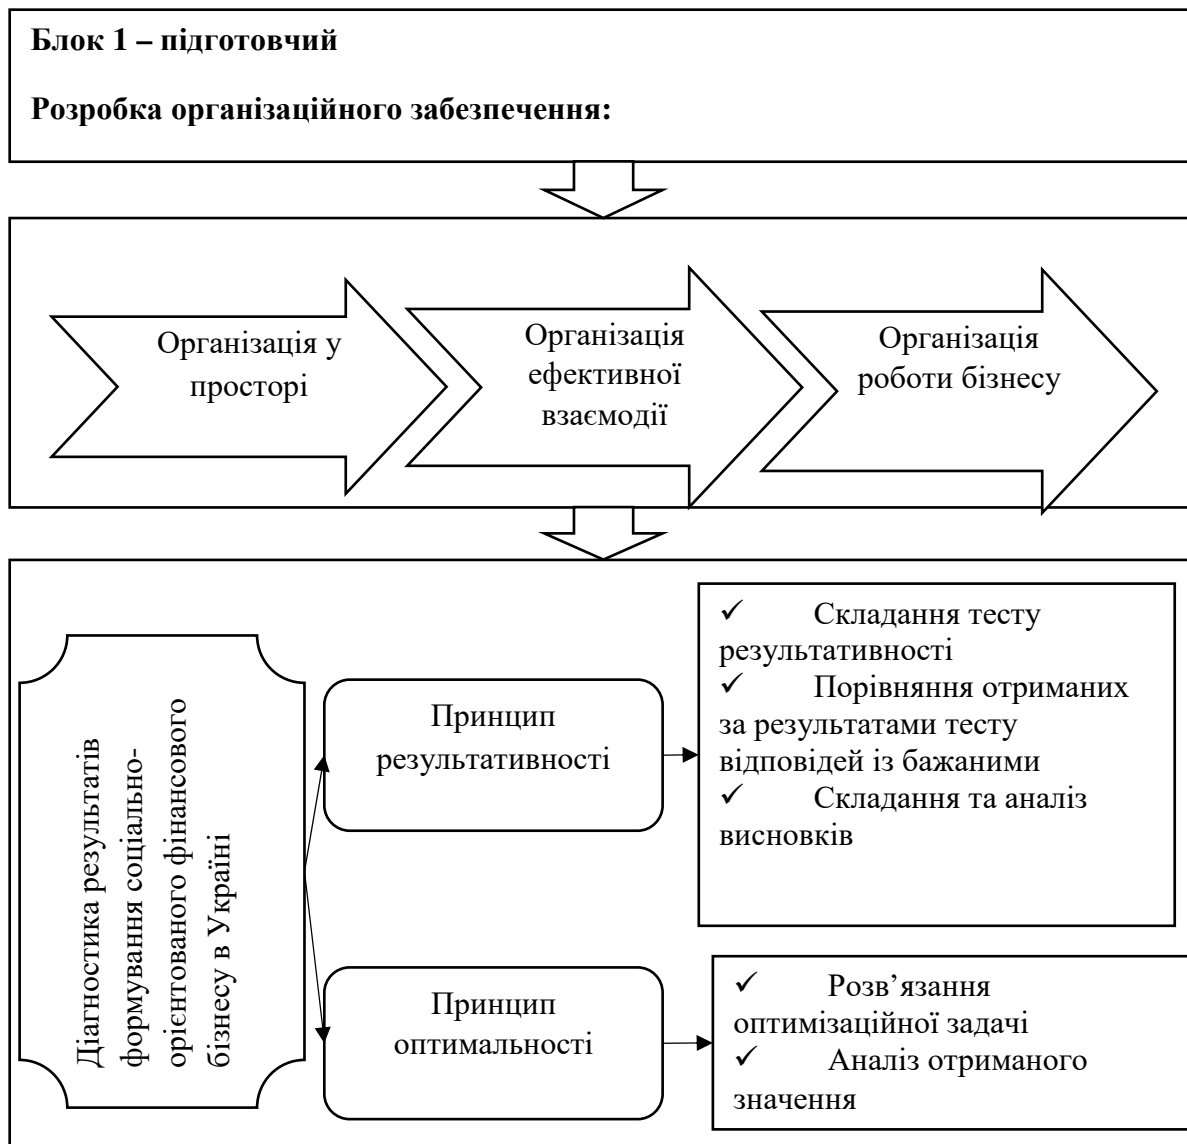 Блок 1 – підготовчий
Розробка організаційного забезпечення:
Організація у
просторі
Організація
ефективної
взаємодії
Організація
роботи бізнесу
Діагностика результатів
формування соціально-
орієнтованого фінансового
бізнесу в Україні
Принцип
результативності
✓ Складання тесту
результативності
✓ Порівняння отриманих
за результатами тесту
відповідей із бажаними
✓ Складання та аналіз
висновків
Принцип
оптимальності
✓ Розв’язання
оптимізаційної задачі
✓ Аналіз отриманого
значення